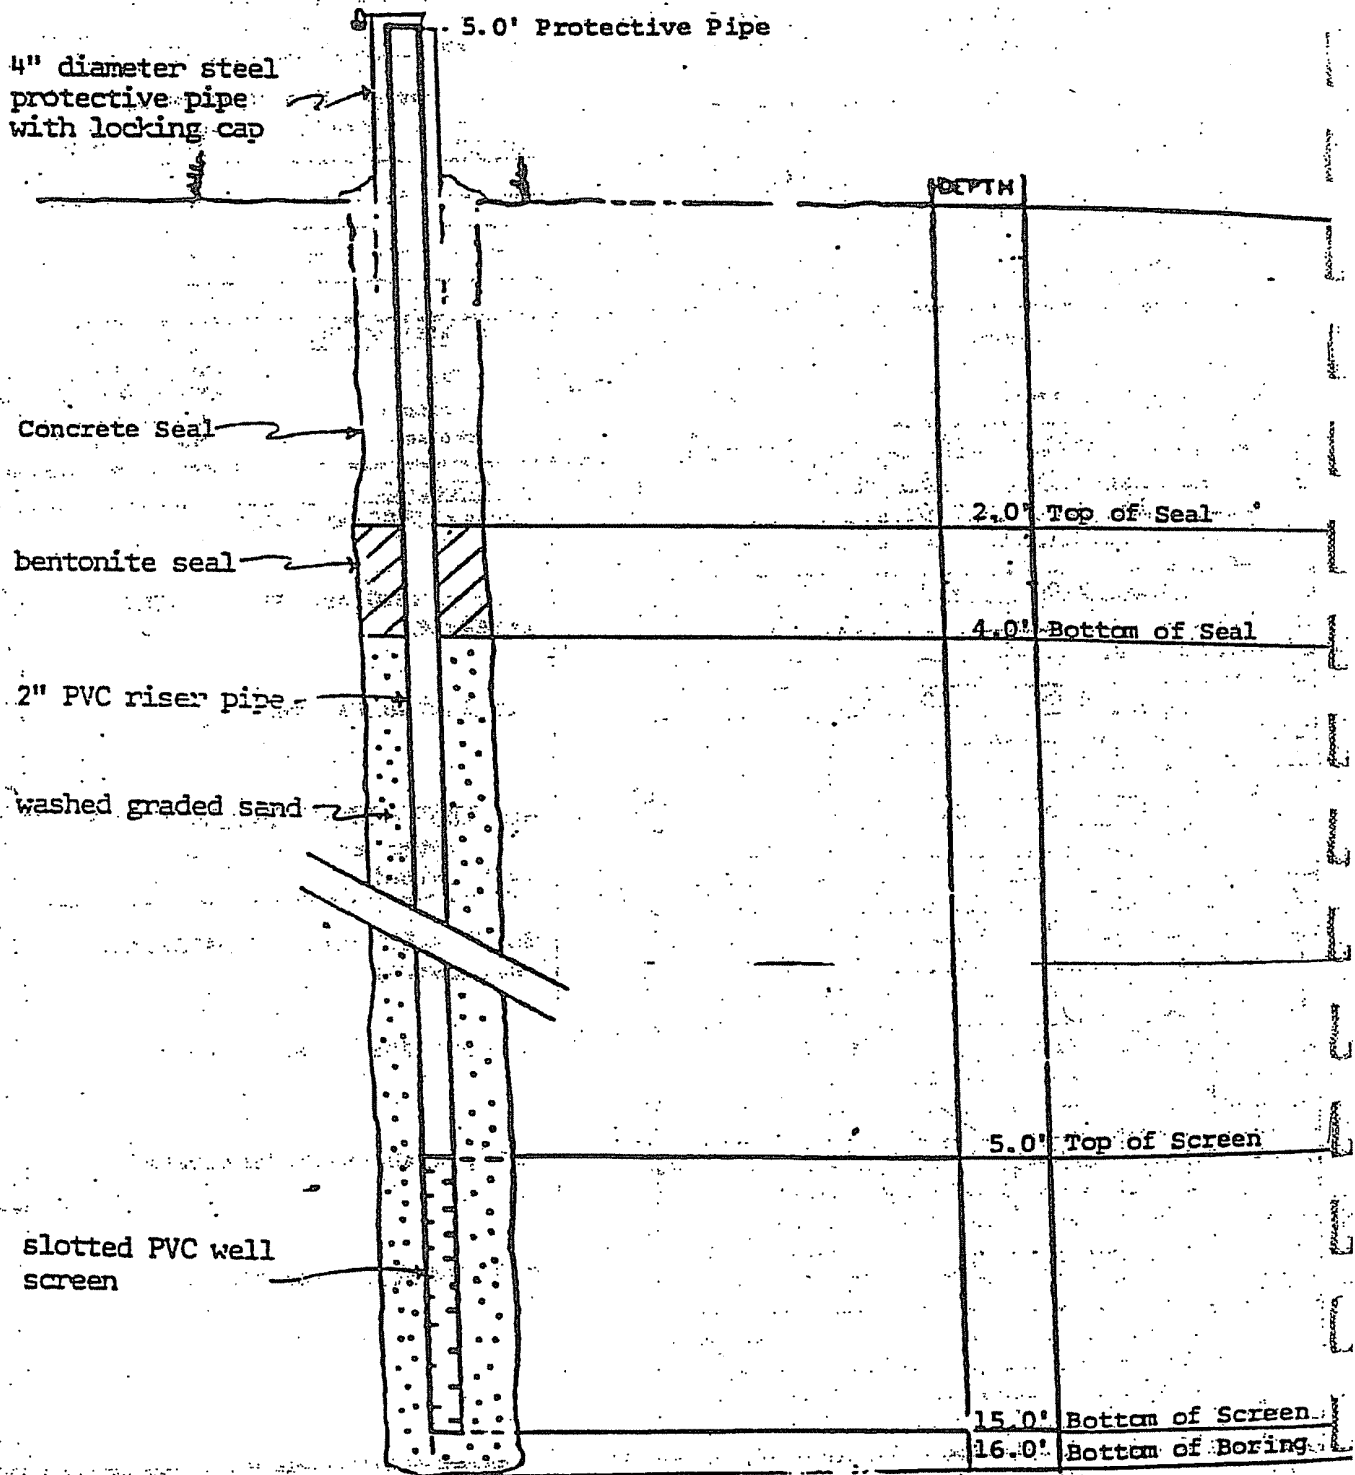 5.0' Protective Pipe
4" diameter steel
protective pipe
with locking cap
DEPTH
Concrete Seal
2.0' Top of Seal
bentonite seal
4.0' Bottom of Seal
2" PVC riser pipe
washed graded sand
5.0' Top of Screen
slotted PVC well
screen
15.0' Bottom of Screen
16.0' Bottom of Boring